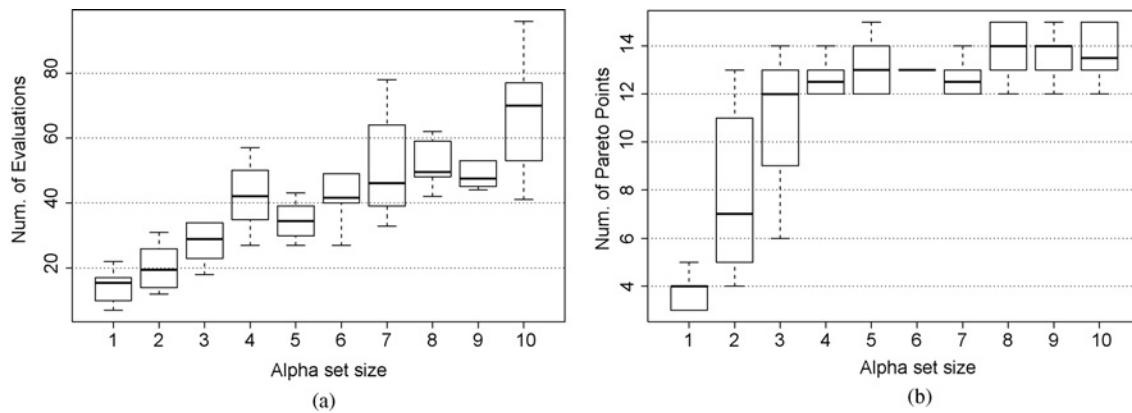 Num. of Evaluations
80
60
40
20
1 2 3 4 5 6 7 8 9 10
Alpha set size
(a)
Num. of Pareto Points
14
12
10
8
6
4
1 2 3 4 5 6 7 8 9 10
Alpha set size
(b)